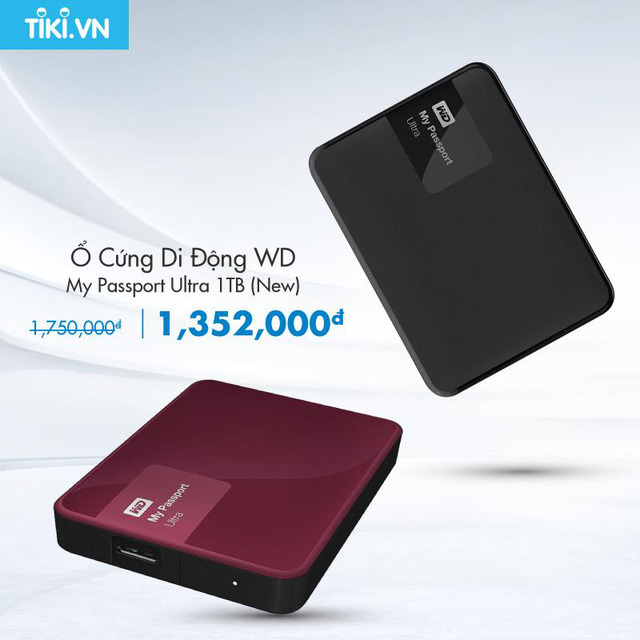 TIKI.VN
WD
My Passport
Ultra
Ổ Cứng Di Động WD
My Passport Ultra 1TB (New)
1,750,000đ | 1,352,000đ
WD
My Passport
Ultra